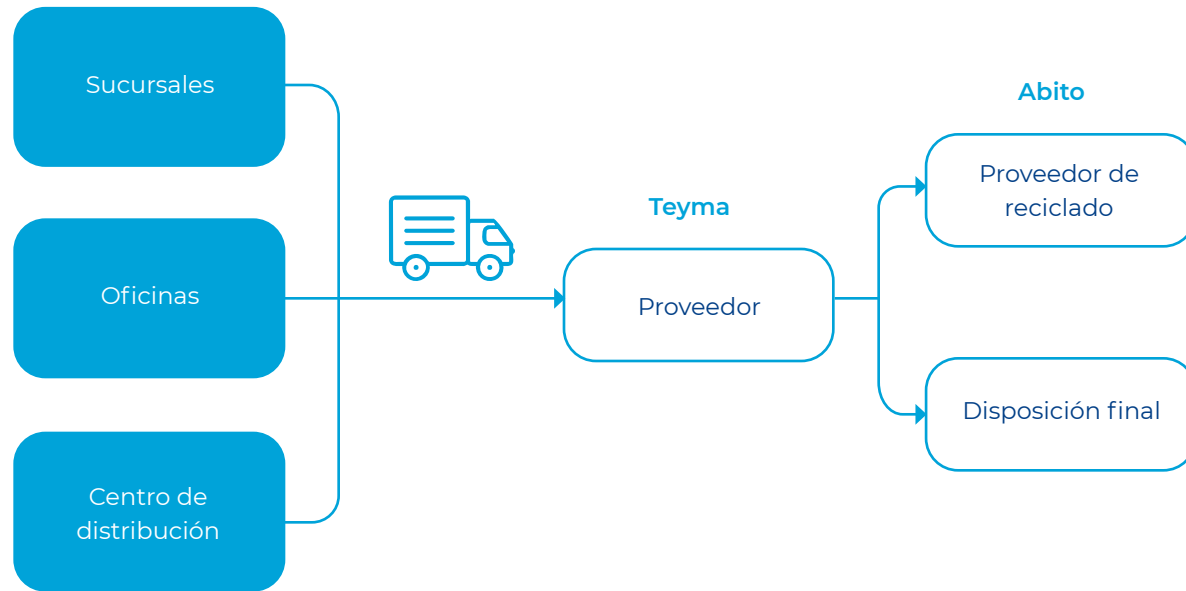 Sucursales
Oficinas
Centro de
distribución
Teyma
Proveedor
Abito
Proveedor de
reciclado
Disposición final